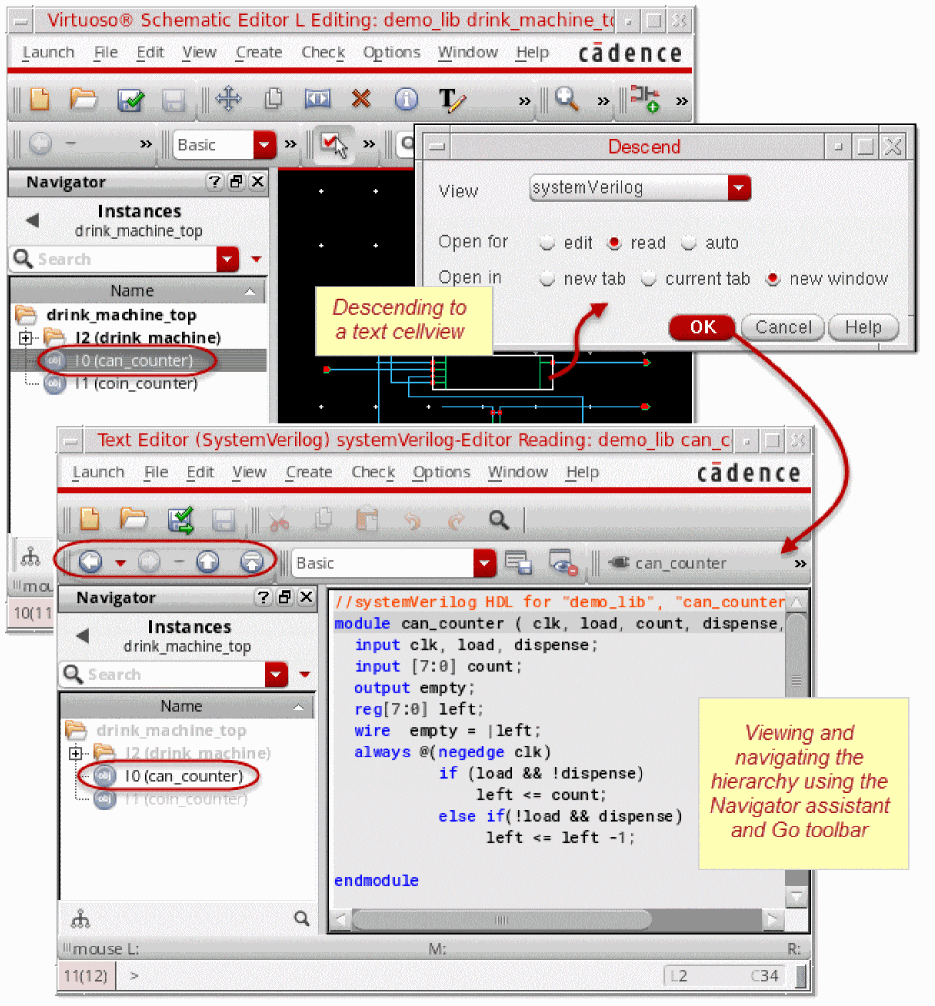 Virtuoso® Schematic Editor L Editing: demo_lib drink_machine_to
Launch File Edit View Create Check Options Window Help cādence
» » »
» Basic » »
Navigator
Instances
drink_machine_top
Search
Name
drink_machine_top
I2 (drink_machine)
obj I0 (can_counter)
obj I1 (coin_counter)
mou
10(11
Descend
View systemVerilog
Open for edit read auto
Open in new tab current tab new window
OK Cancel Help
Descending to
a text cellview
Text Editor (SystemVerilog) systemVerilog-Editor Reading: demo_lib can_c
Launch File Edit View Create Check Options Window Help cādence
Basic can_counter »
Navigator
Instances
drink_machine_top
Search
Name
drink_machine_top
I2 (drink_machine)
obj I0 (can_counter)
obj I1 (coin_counter)
//systemVerilog HDL for "demo_lib", "can_counter
module can_counter ( clk, load, count, dispense,
input clk, load, dispense;
input [7:0] count;
output empty;
reg[7:0] left;
wire empty = |left;
always @(negedge clk)
if (load && !dispense)
left <= count;
else if(!load && dispense)
left <= left -1;
endmodule
Viewing and
navigating the
hierarchy using the
Navigator assistant
and Go toolbar
mouse L: M: R:
11(12) > L2 C34